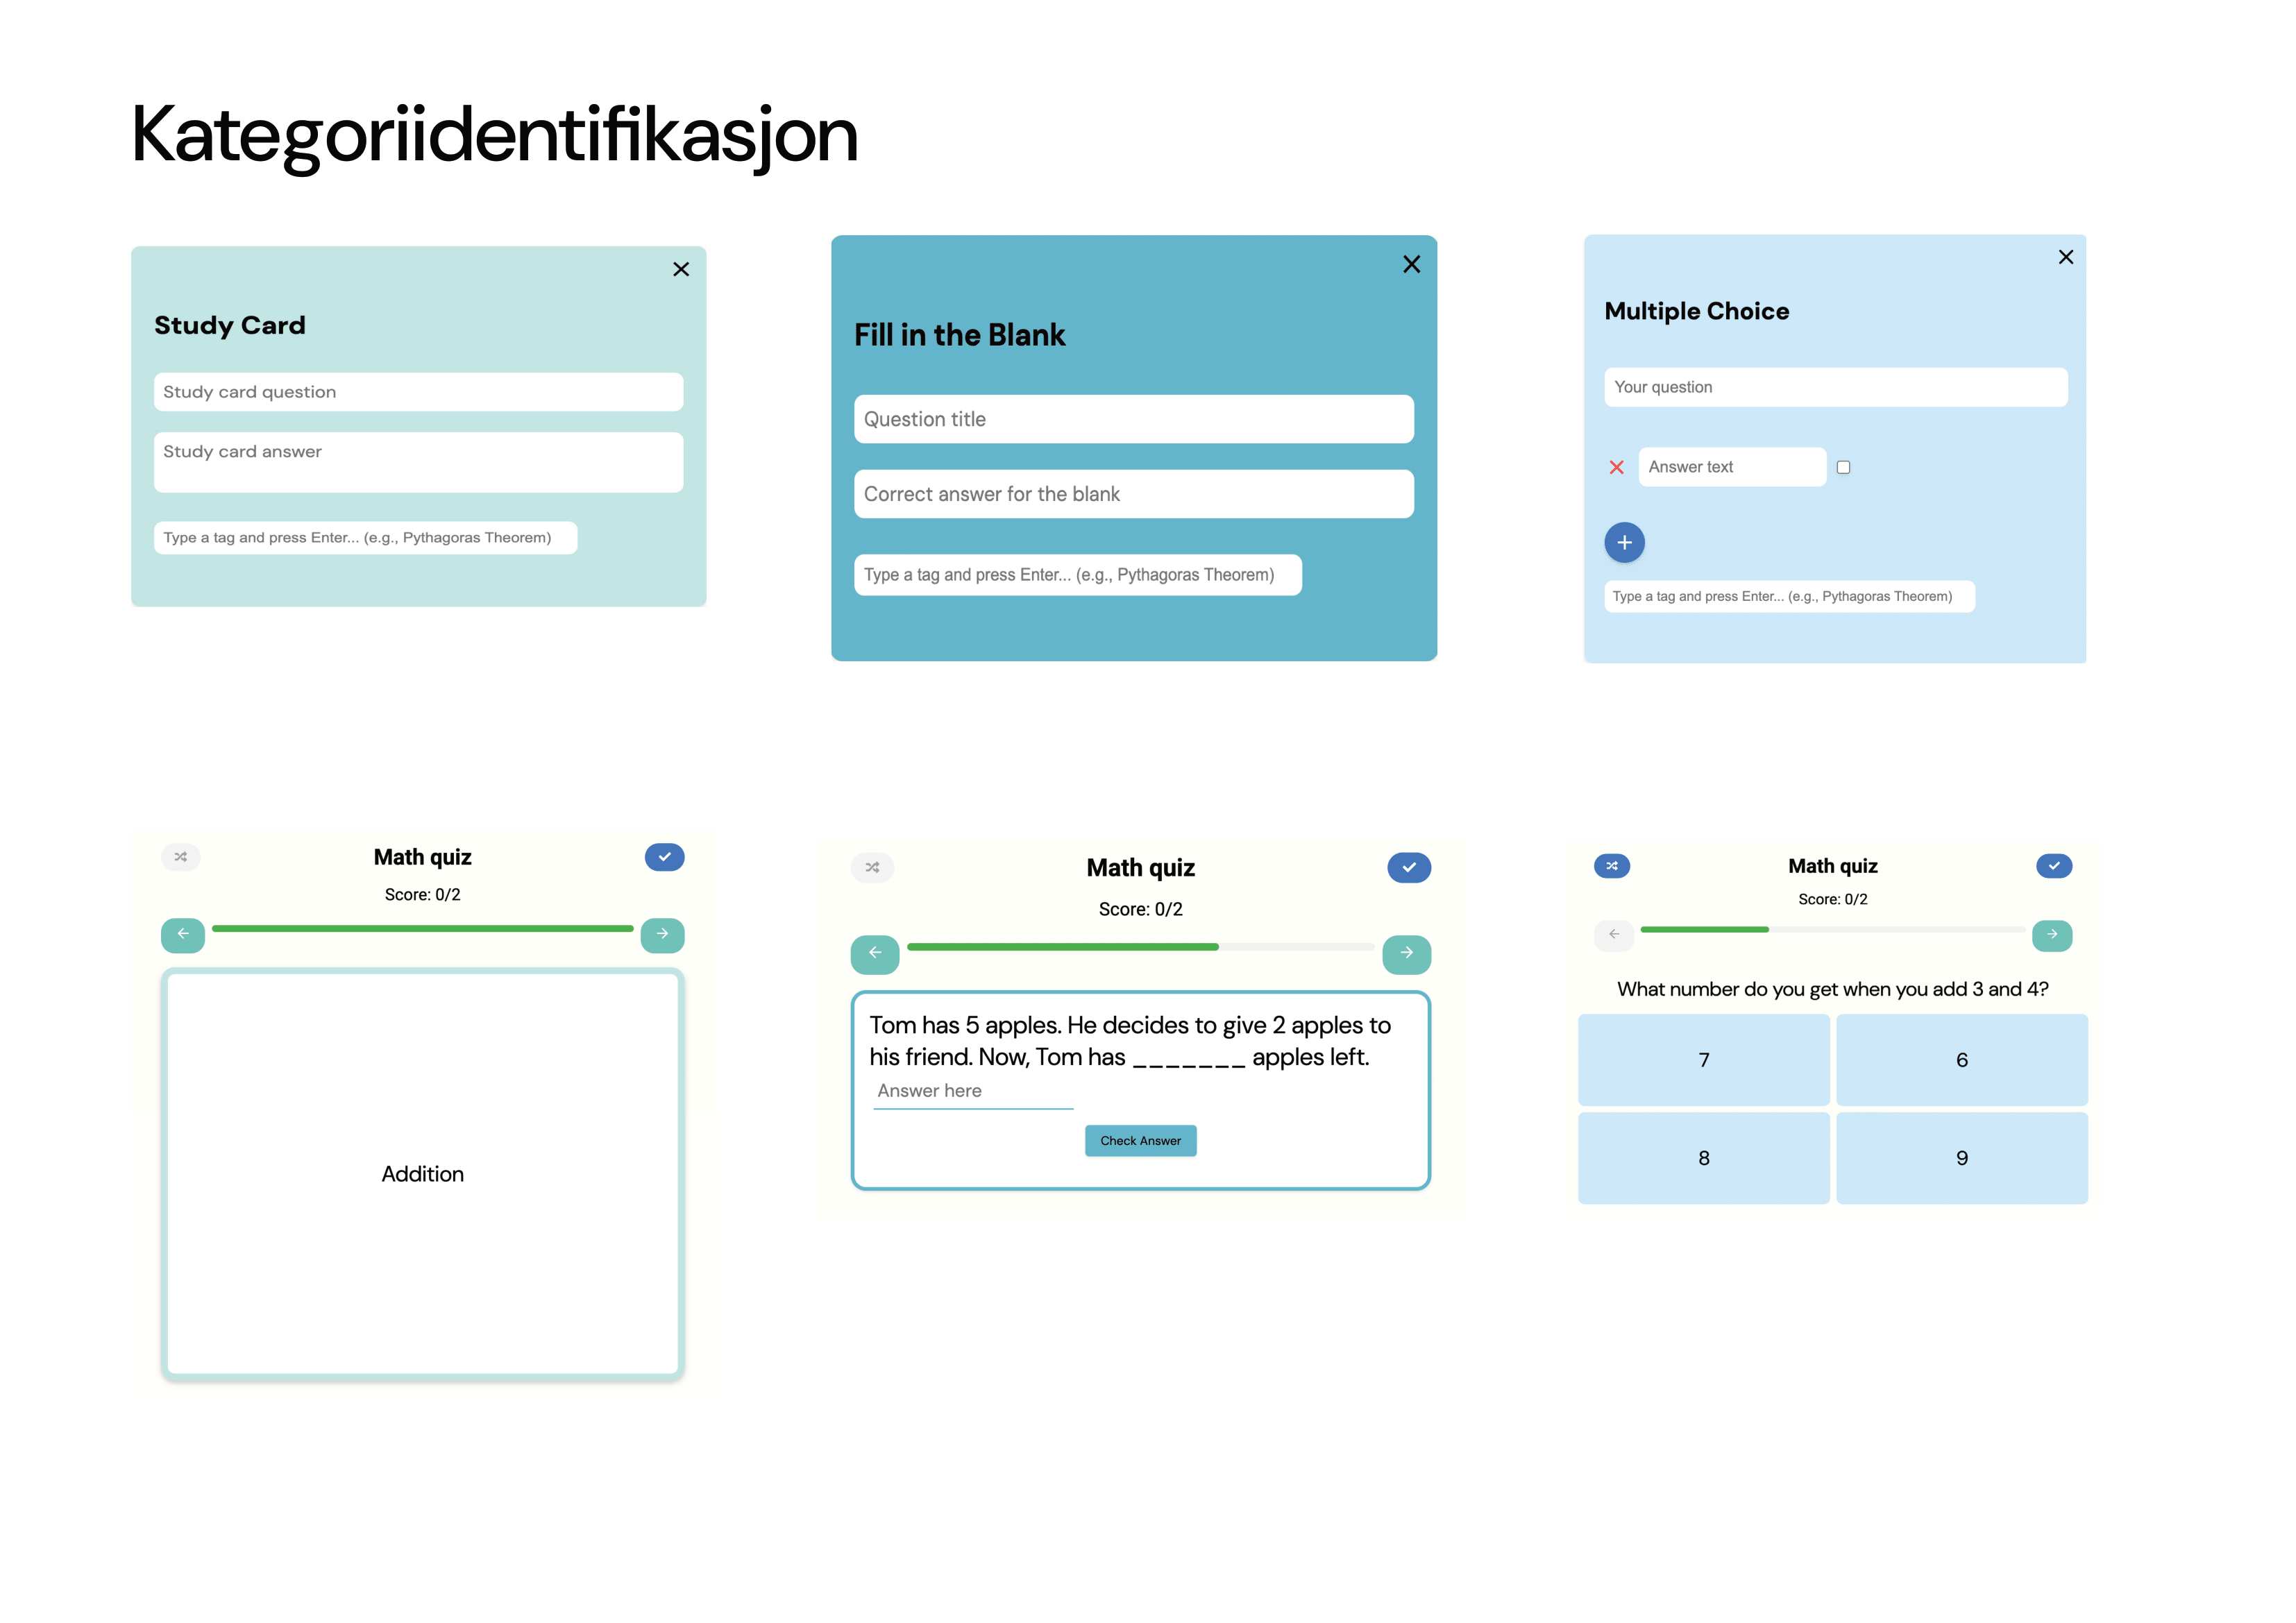 Kategoriidentifikasjon
Study Card
Study card question
Study card answer
Type a tag and press Enter... (e.g., Pythagoras Theorem)
Fill in the Blank
Question title
Correct answer for the blank
Type a tag and press Enter... (e.g., Pythagoras Theorem)
Multiple Choice
Your question
Answer text
Type a tag and press Enter... (e.g., Pythagoras Theorem)
Math quiz
Score: 0/2
Addition
Math quiz
Score: 0/2
Tom has 5 apples. He decides to give 2 apples to
his friend. Now, Tom has _______ apples left.
Answer here
Check Answer
Math quiz
Score: 0/2
What number do you get when you add 3 and 4?
7
6
8
9